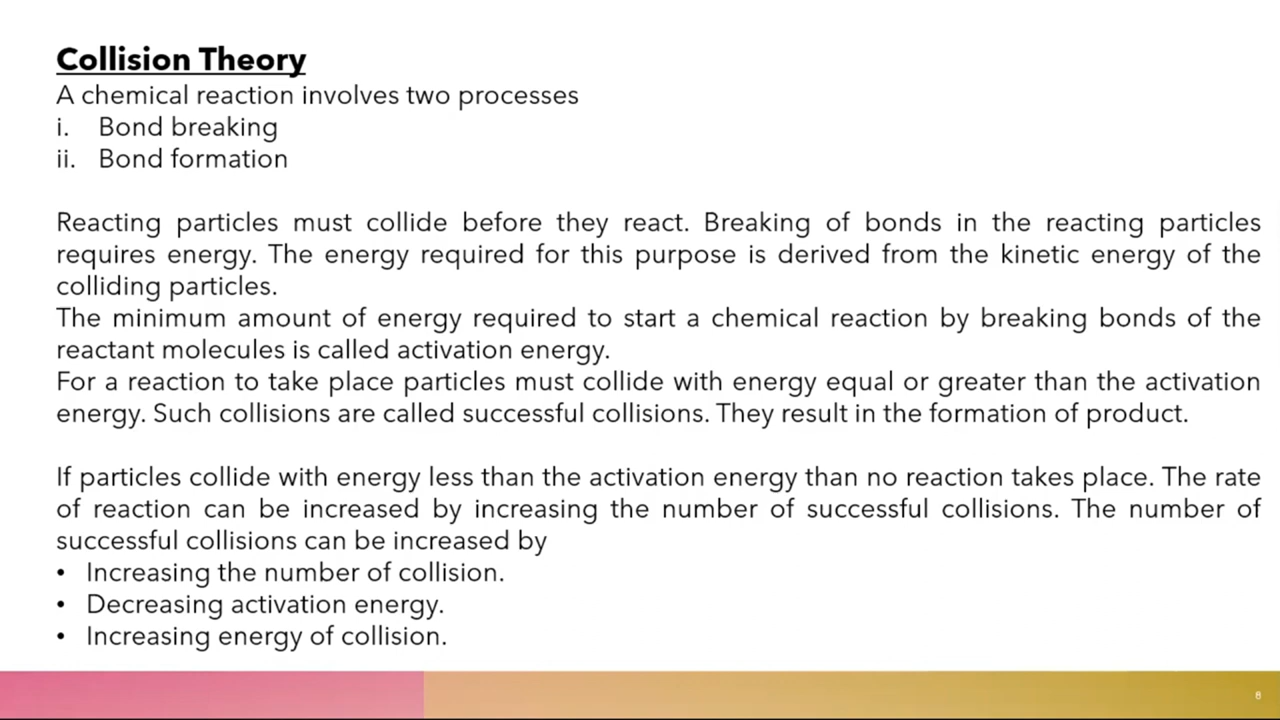 Collision Theory
A chemical reaction involves two processes
i. Bond breaking
ii. Bond formation
Reacting particles must collide before they react. Breaking of bonds in the reacting particles
requires energy. The energy required for this purpose is derived from the kinetic energy of the
colliding particles.
The minimum amount of energy required to start a chemical reaction by breaking bonds of the
reactant molecules is called activation energy.
For a reaction to take place particles must collide with energy equal or greater than the activation
energy. Such collisions are called successful collisions. They result in the formation of product.
If particles collide with energy less than the activation energy than no reaction takes place. The rate
of reaction can be increased by increasing the number of successful collisions. The number of
successful collisions can be increased by
• Increasing the number of collision.
• Decreasing activation energy.
• Increasing energy of collision.
8